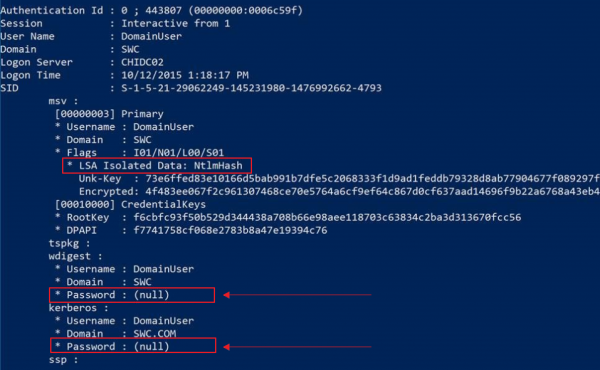 Authentication Id : 0 ; 443807 (00000000:0006c59f)
Session : Interactive from 1
User Name : DomainUser
Domain : SWC
Logon Server : CHIDC02
Logon Time : 10/12/2015 1:18:17 PM
SID : S-1-5-21-29062249-145231980-1476992662-4793
msv :
[00000003] Primary
* Username : DomainUser
* Domain : SWC
* Flags : I01/N01/L00/S01
* LSA Isolated Data: NtlmHash
Unk-Key : 73e6ffed83e10166d5bab991b7dfe5c2068333f1d9ad1feddb79328d8ab77904677f089297f
Encrypted: 4f483ee067f2c961307468ce70e5764a6cf9ef64c867d0cf637aad14696f9b22a6768a43eb4
[00010000] CredentialKeys
* RootKey : f6cbfc93f50b529d344438a708b66e98aee118703c63834c2ba3d313670fcc56
* DPAPI : f7741758cf068e2783b8a47e19394c76
tspkg :
wdigest :
* Username : DomainUser
* Domain : SWC
* Password : (null)
kerberos :
* Username : DomainUser
* Domain : SWC.COM
* Password : (null)
ssp :